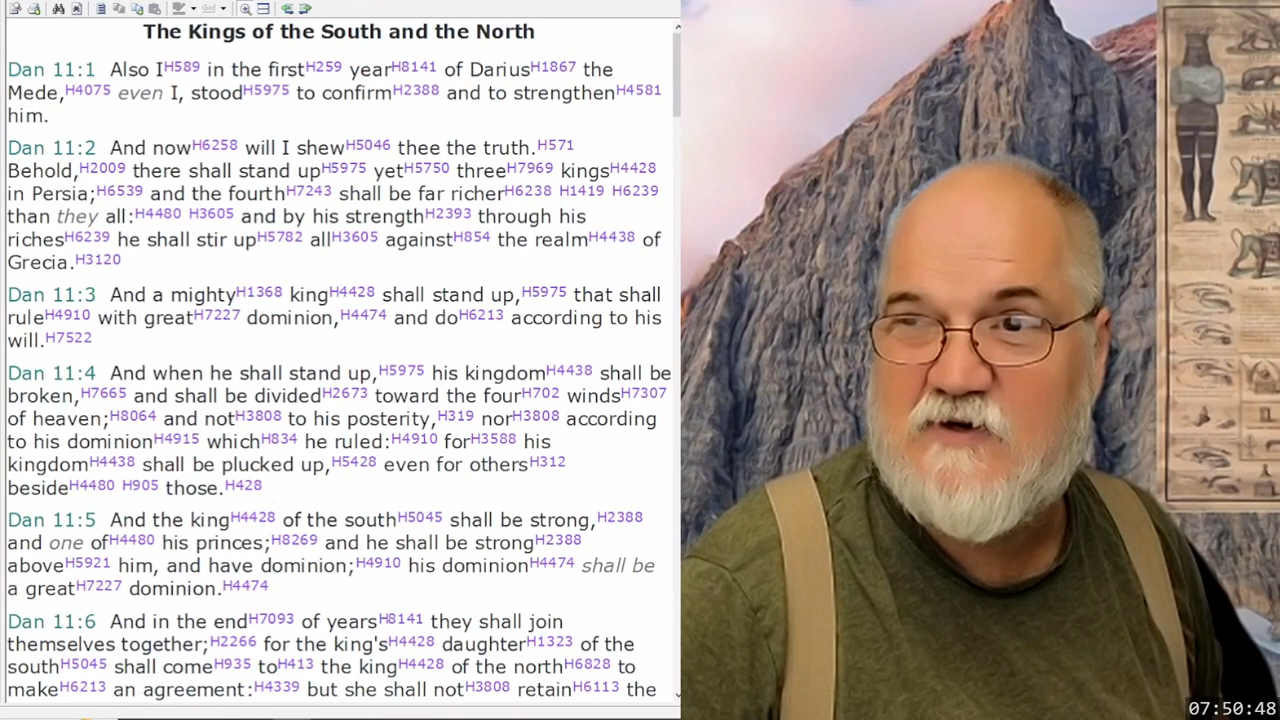 The Kings of the South and the North
Dan 11:1 Also IH589 in the firstH259 yearH8141 of DariusH1867 the
Mede,H4075 even I, stoodH5975 to confirmH2388 and to strengthenH4581
him.
Dan 11:2 And nowH6258 will I shewH5046 thee the truth.H571
Behold,H2009 there shall stand upH5975 yetH5750 threeH7969 kingsH4428
in Persia;H6539 and the fourthH7243 shall be far richerH6238 H1419 H6239
than they all:H4480 H3605 and by his strengthH2393 through his
richesH6239 he shall stir upH5782 allH3605 againstH854 the realmH4438 of
Grecia.H3120
Dan 11:3 And a mightyH1368 kingH4428 shall stand up,H5975 that shall
ruleH4910 with greatH7227 dominion,H4474 and doH6213 according to his
will.H7522
Dan 11:4 And when he shall stand up,H5975 his kingdomH4438 shall be
broken,H7665 and shall be dividedH2673 toward the fourH702 windsH7307
of heaven;H8064 and notH3808 to his posterity,H319 norH3808 according
to his dominionH4915 whichH834 he ruled:H4910 forH3588 his
kingdomH4438 shall be plucked up,H5428 even for othersH312
besideH4480 H905 those.H428
Dan 11:5 And the kingH4428 of the southH5045 shall be strong,H2388
and one ofH4480 his princes;H8269 and he shall be strongH2388
aboveH5921 him, and have dominion;H4910 his dominionH4474 shall be
a greatH7227 dominion.H4474
Dan 11:6 And in the endH7093 of yearsH8141 they shall join
themselves together;H2266 for the king'sH4428 daughterH1323 of the
southH5045 shall comeH935 toH413 the kingH4428 of the northH6828 to
makeH6213 an agreement:H4339 but she shall notH3808 retainH6113 the
07:50:48